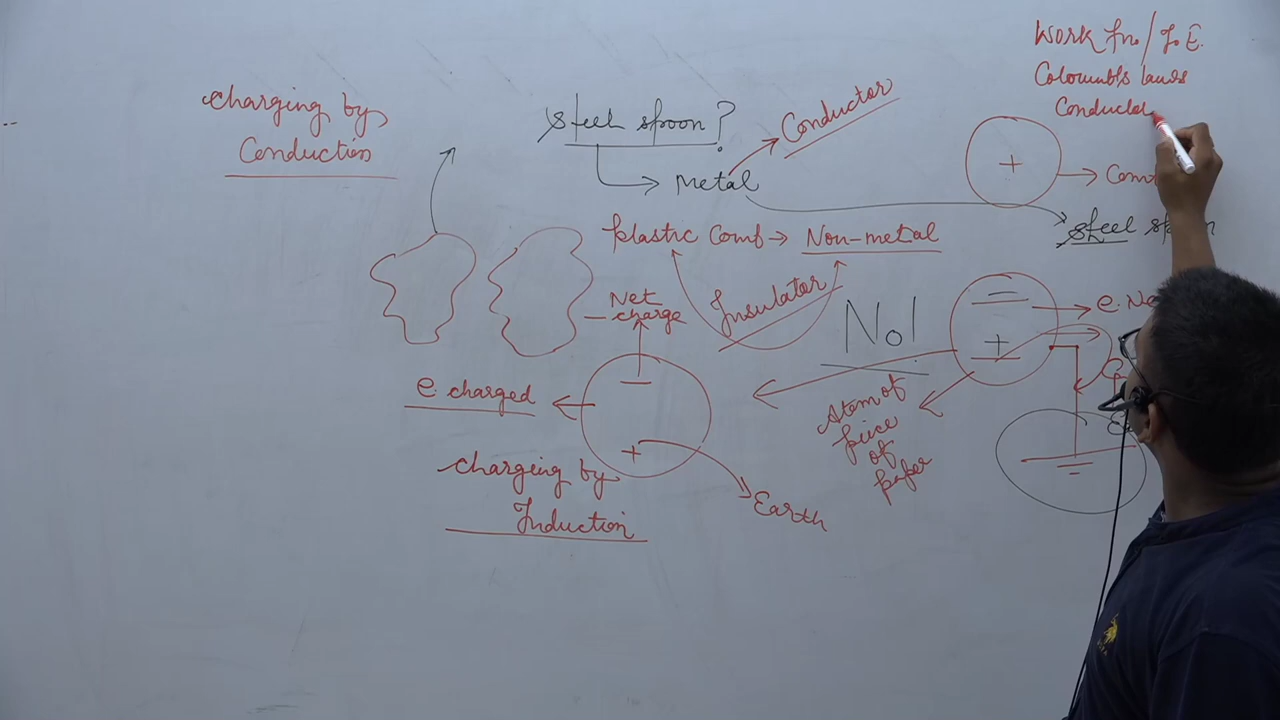 Work fn. / J. E.
Coloumb's laws
Conductor
Charging by
Conduction
Steel spoon?
Conductor
Metal
+
Steel spoon
Plastic Comb → Non-metal
Insulator
Net
charge
No!
e. charged
Atom of
piece
of
paper
Charging by
Induction
+
Earth
+